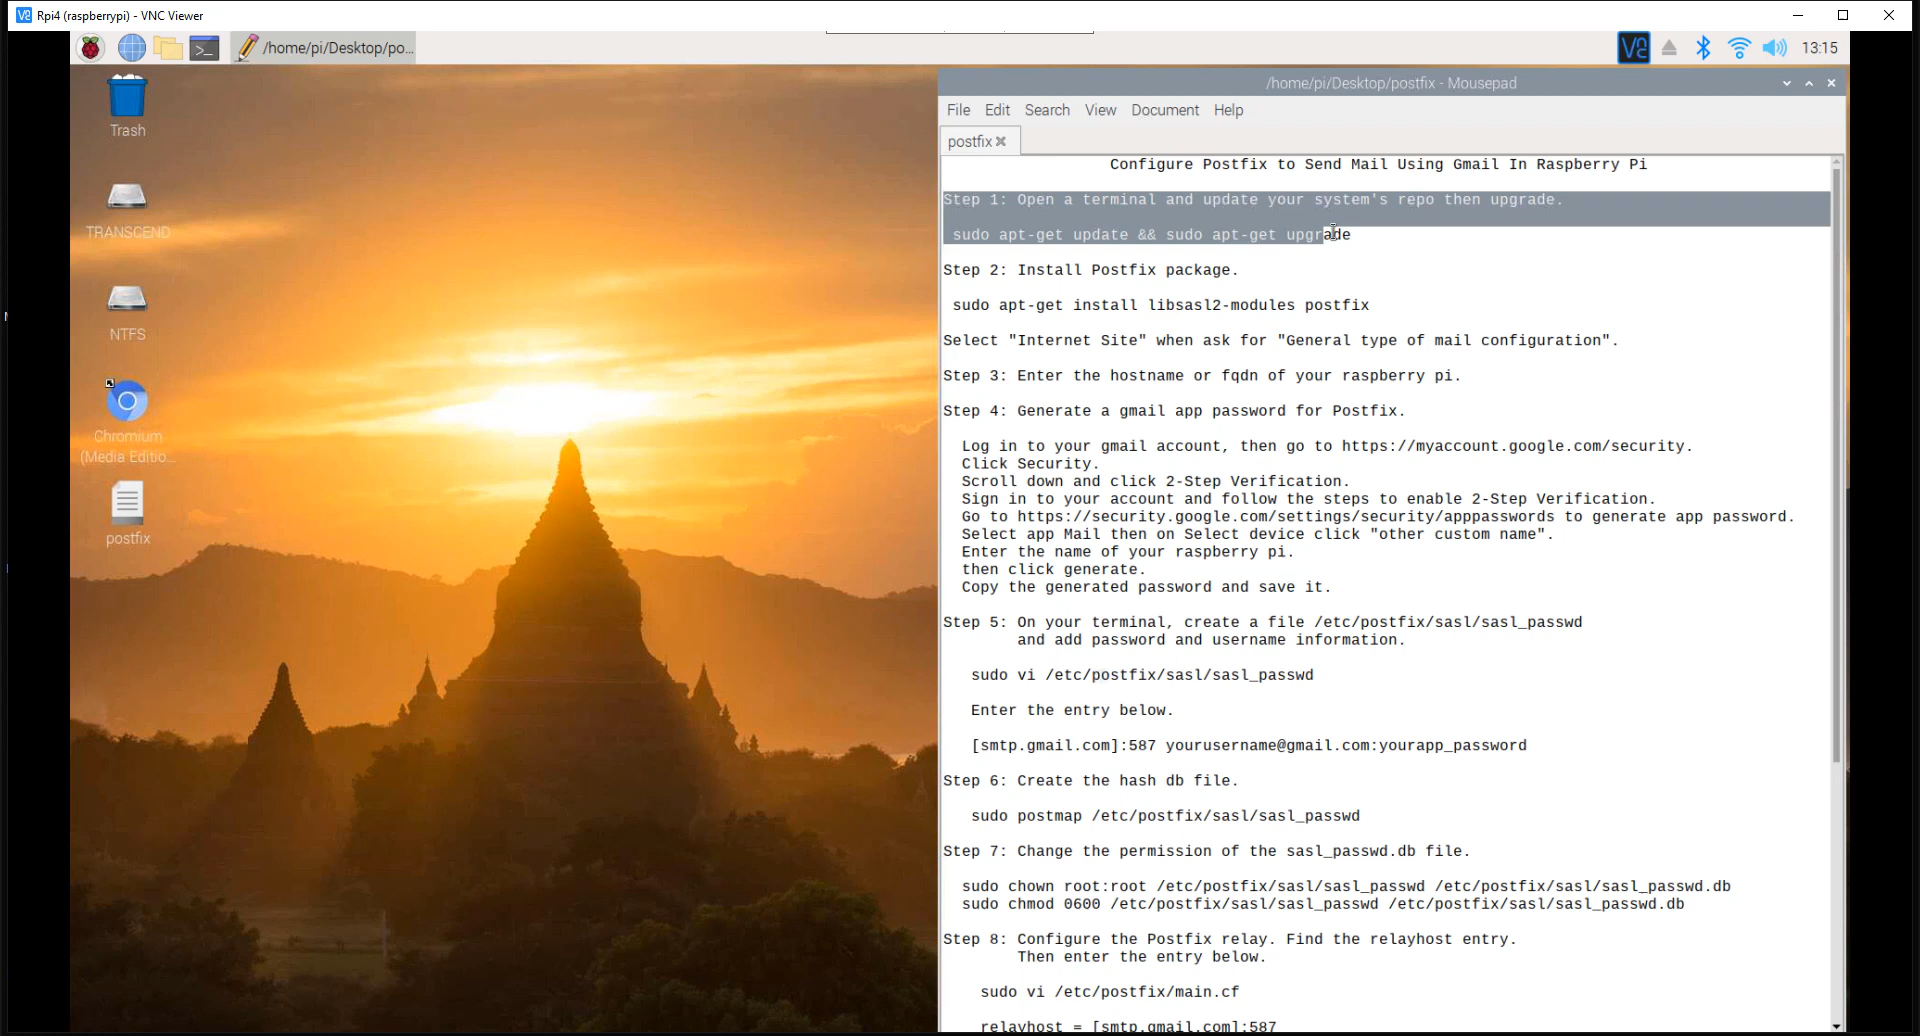 Rpi4 (raspberrypi) - VNC Viewer
/home/pi/Desktop/po...
13:15
Trash
TRANSCEND
NTFS
Chromium
(Media Editio...
postfix
/home/pi/Desktop/postfix - Mousepad
File Edit Search View Document Help
postfix
Configure Postfix to Send Mail Using Gmail In Raspberry Pi
Step 1: Open a terminal and update your system's repo then upgrade.
sudo apt-get update && sudo apt-get upgrade
Step 2: Install Postfix package.
sudo apt-get install libsasl2-modules postfix
Select "Internet Site" when ask for "General type of mail configuration".
Step 3: Enter the hostname or fqdn of your raspberry pi.
Step 4: Generate a gmail app password for Postfix.
Log in to your gmail account, then go to https://myaccount.google.com/security.
Click Security.
Scroll down and click 2-Step Verification.
Sign in to your account and follow the steps to enable 2-Step Verification.
Go to https://security.google.com/settings/security/apppasswords to generate app password.
Select app Mail then on Select device click "other custom name".
Enter the name of your raspberry pi.
then click generate.
Copy the generated password and save it.
Step 5: On your terminal, create a file /etc/postfix/sasl/sasl_passwd
and add password and username information.
sudo vi /etc/postfix/sasl/sasl_passwd
Enter the entry below.
[smtp.gmail.com]:587 yourusername@gmail.com:yourapp_password
Step 6: Create the hash db file.
sudo postmap /etc/postfix/sasl/sasl_passwd
Step 7: Change the permission of the sasl_passwd.db file.
sudo chown root:root /etc/postfix/sasl/sasl_passwd /etc/postfix/sasl/sasl_passwd.db
sudo chmod 0600 /etc/postfix/sasl/sasl_passwd /etc/postfix/sasl/sasl_passwd.db
Step 8: Configure the Postfix relay. Find the relayhost entry.
Then enter the entry below.
sudo vi /etc/postfix/main.cf
relayhost = [smtp.gmail.com]:587